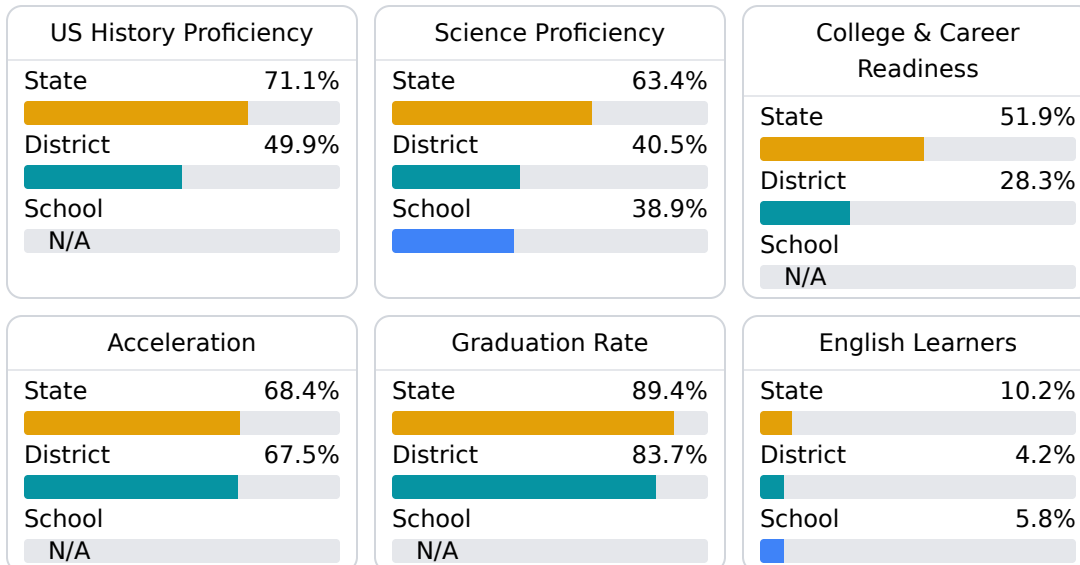 US History Proficiency
State 71.1%
District 49.9%
School
N/A
Science Proficiency
State 63.4%
District 40.5%
School 38.9%
College & Career
Readiness
State 51.9%
District 28.3%
School
N/A
Acceleration
State 68.4%
District 67.5%
School
N/A
Graduation Rate
State 89.4%
District 83.7%
School
N/A
English Learners
State 10.2%
District 4.2%
School 5.8%